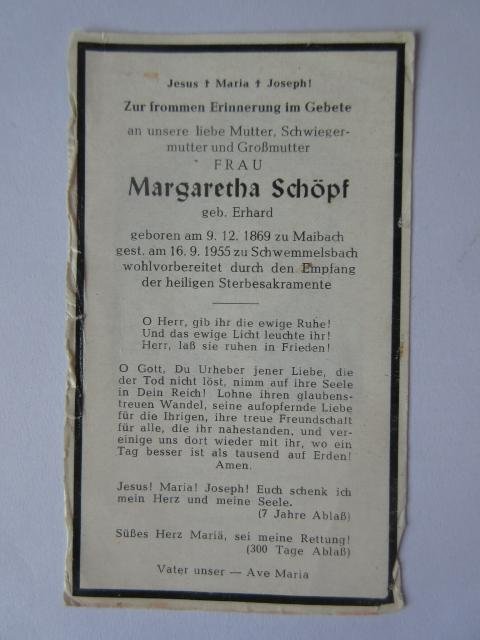 Jesus † Maria † Joseph!
Zur frommen Erinnerung im Gebete
an unsere liebe Mutter, Schwieger-
mutter und Großmutter
FRAU
Margaretha Schöpf
geb. Erhard
geboren am 9. 12. 1869 zu Maibach
gest. am 16. 9. 1955 zu Schwemmelsbach
wohlvorbereitet durch den Empfang
der heiligen Sterbesakramente
O Herr, gib ihr die ewige Ruhe!
Und das ewige Licht leuchte ihr!
Herr, laß sie ruhen in Frieden!
O Gott, Du Urheber jener Liebe, die
der Tod nicht löst, nimm auf ihre Seele
in Dein Reich! Lohne ihren glaubens-
treuen Wandel, seine aufopfernde Liebe
für die Ihrigen, ihre treue Freundschaft
für alle, die ihr nahestanden, und ver-
einige uns dort wieder mit ihr, wo ein
Tag besser ist als tausend auf Erden!
Amen.
Jesus! Maria! Joseph! Euch schenk ich
mein Herz und meine Seele.
(7 Jahre Ablaß)
Süßes Herz Mariä, sei meine Rettung!
(300 Tage Ablaß)
Vater unser — Ave Maria